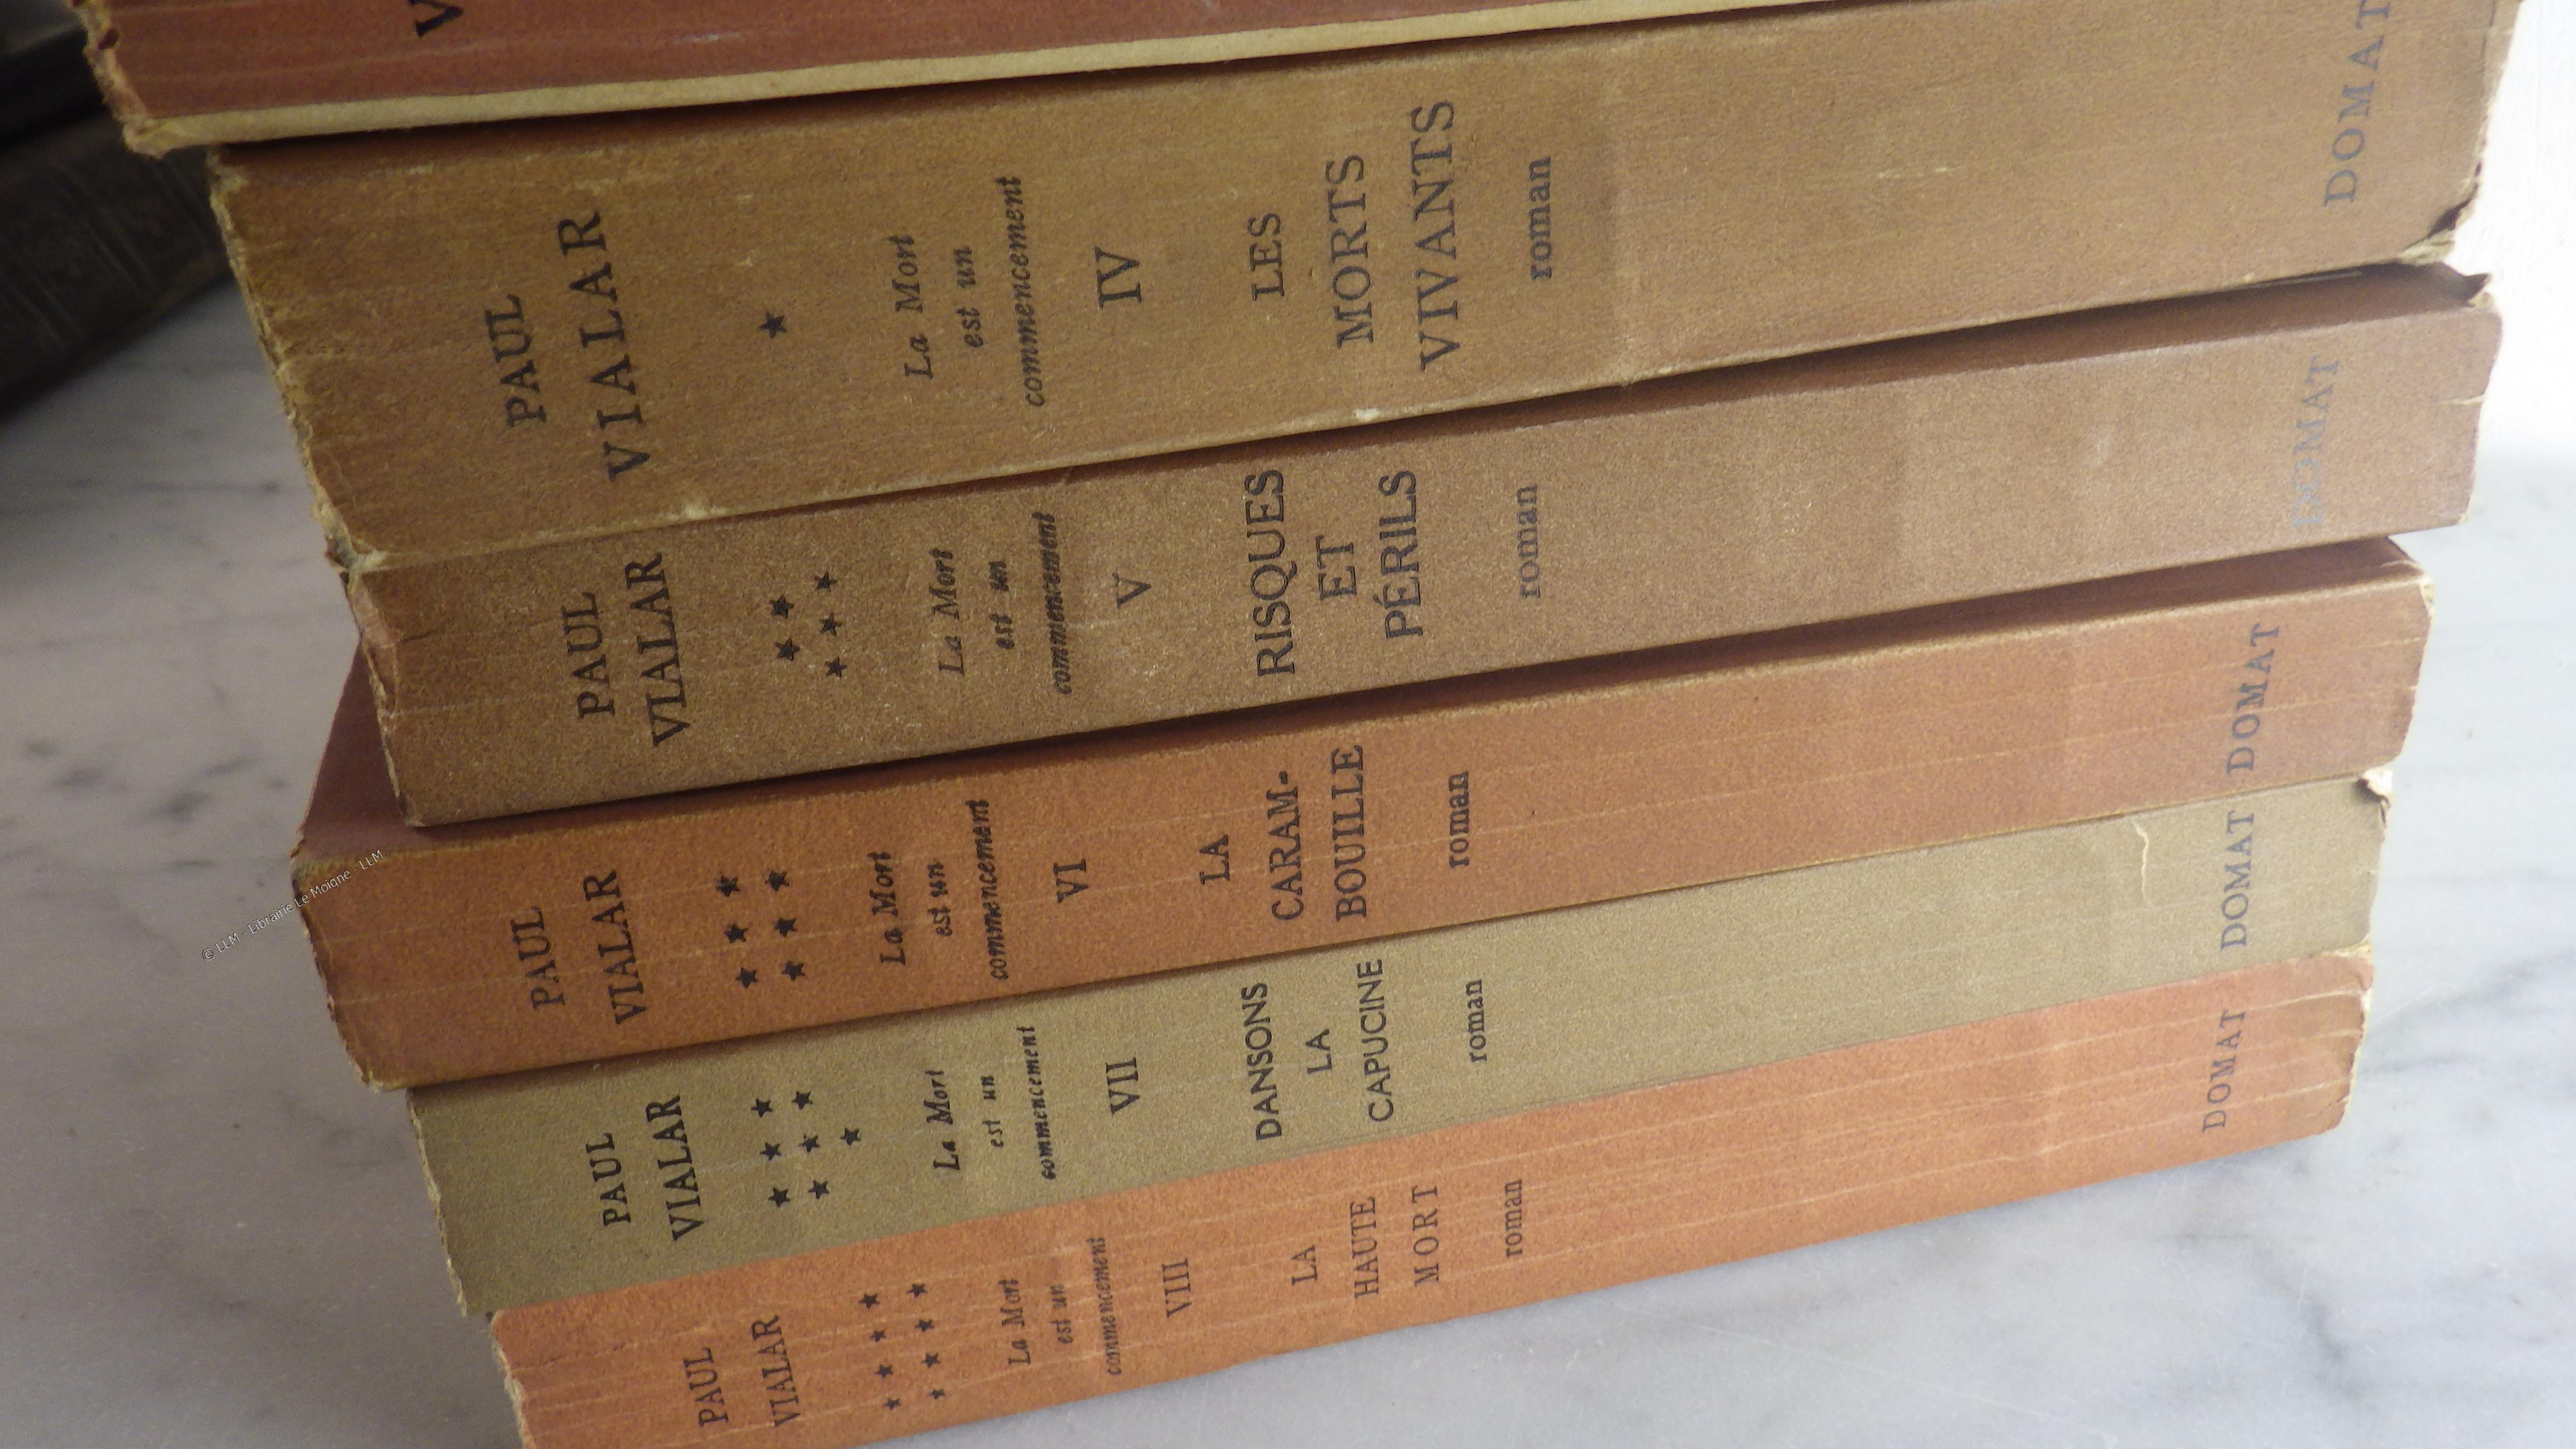 V
PAUL
VIALAR
★
La Mort
est un
commencement
IV
LES
MORTS
VIVANTS
roman
DOMAT
PAUL
VIALAR
★★
★★★
La Mort
est un
commencement
V
RISQUES
ET
PÉRILS
roman
DOMAT
PAUL
VIALAR
★★★
★★★
La Mort
est un
commencement
VI
LA
CARAM-
BOUILLE
roman
DOMAT
PAUL
VIALAR
★★★
★★★
★
La Mort
est un
commencement
VII
DANSONS
LA
CAPUCINE
roman
DOMAT
PAUL
VIALAR
★★★★
★★★★
La Mort
est un
commencement
VIII
LA
HAUTE
MORT
roman
DOMAT
© LLM - Librairie Le Moigne - LLM